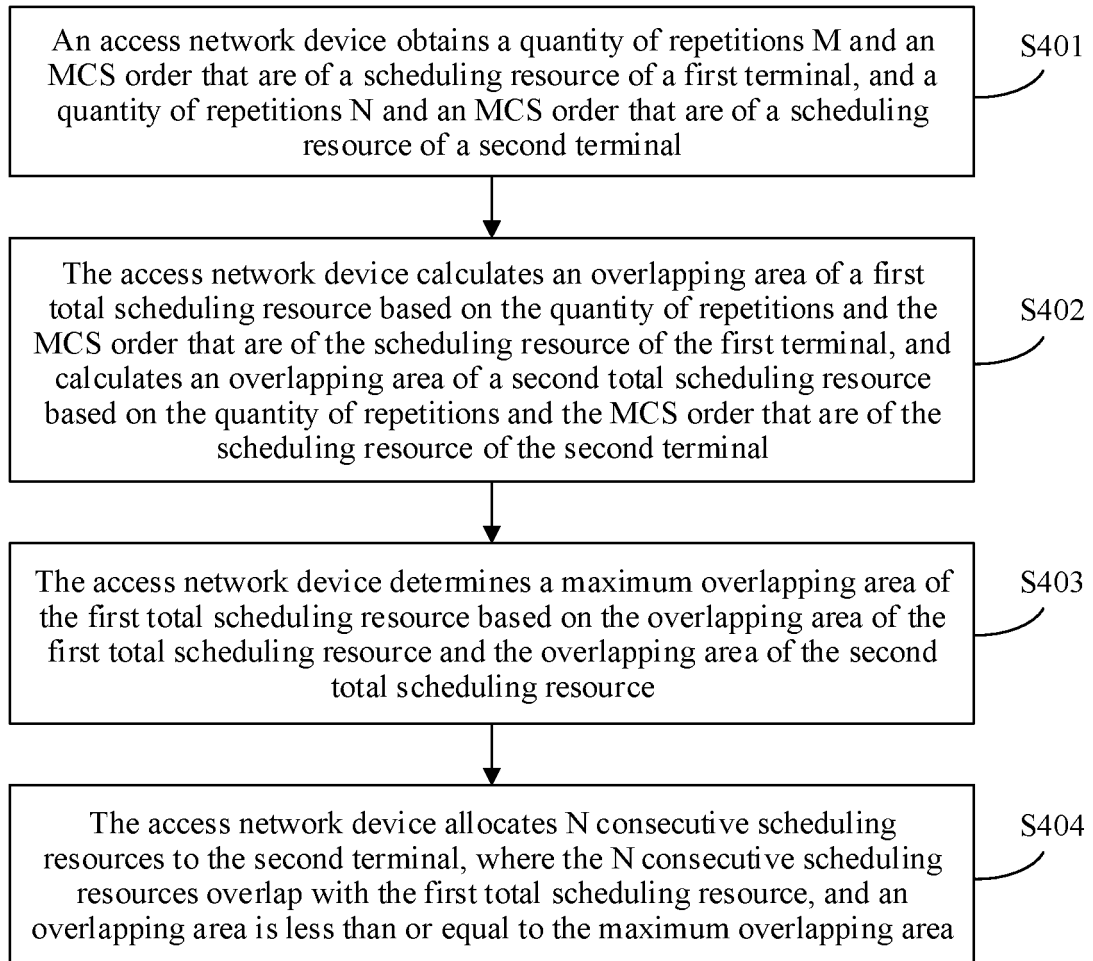 An access network device obtains a quantity of repetitions M and an
MCS order that are of a scheduling resource of a first terminal, and a
quantity of repetitions N and an MCS order that are of a scheduling
resource of a second terminal
S401
The access network device calculates an overlapping area of a first
total scheduling resource based on the quantity of repetitions and the
MCS order that are of the scheduling resource of the first terminal, and
calculates an overlapping area of a second total scheduling resource
based on the quantity of repetitions and the MCS order that are of the
scheduling resource of the second terminal
S402
The access network device determines a maximum overlapping area of
the first total scheduling resource based on the overlapping area of the
first total scheduling resource and the overlapping area of the second
total scheduling resource
S403
The access network device allocates N consecutive scheduling
resources to the second terminal, where the N consecutive scheduling
resources overlap with the first total scheduling resource, and an
overlapping area is less than or equal to the maximum overlapping area
S404